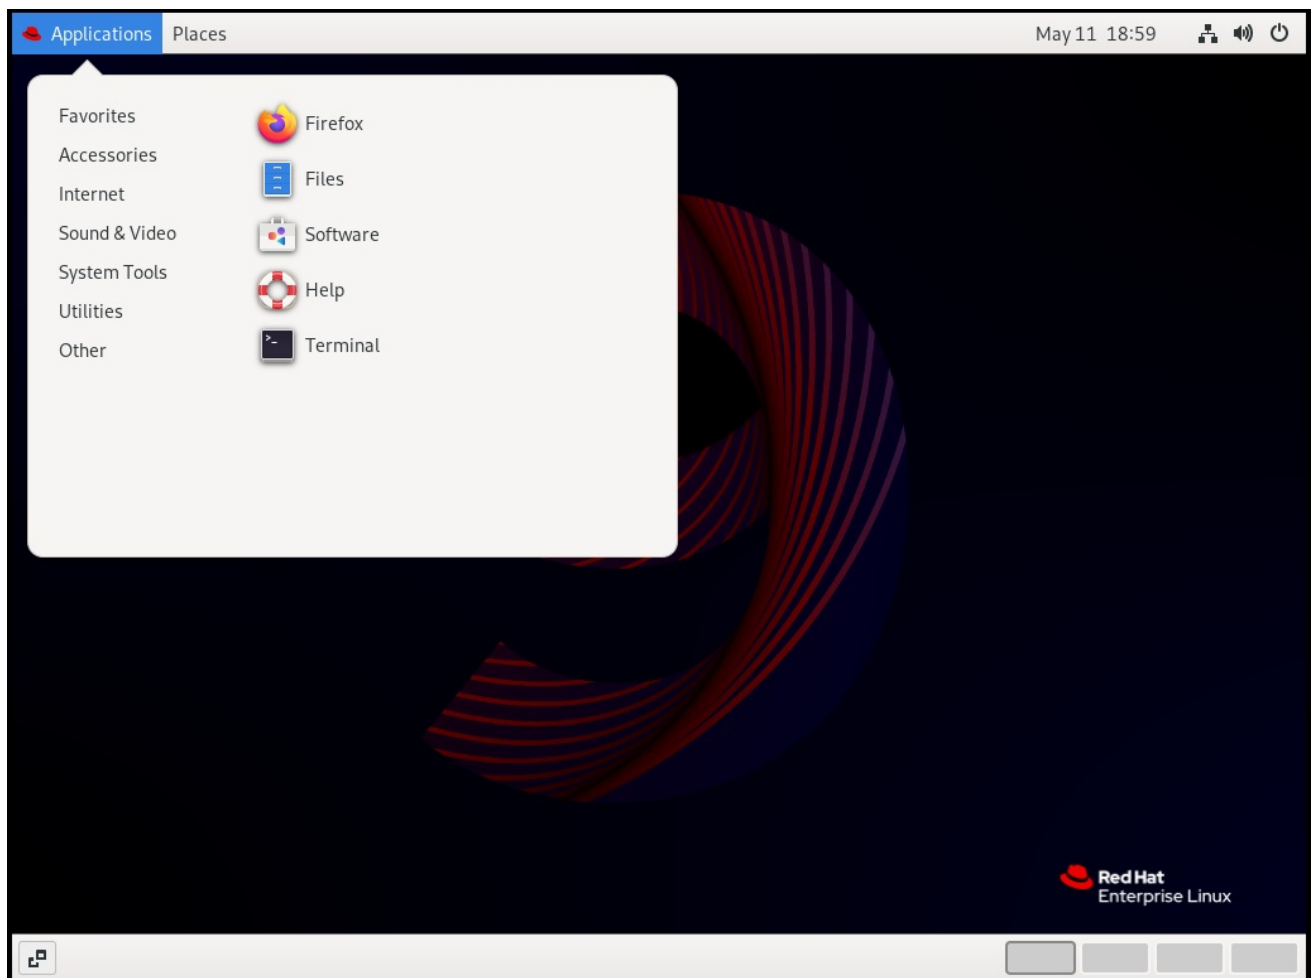 Applications Places May 11 18:59
Favorites
Accessories
Internet
Sound & Video
System Tools
Utilities
Other
Firefox
Files
Software
Help
>_ Terminal
Red Hat
Enterprise Linux